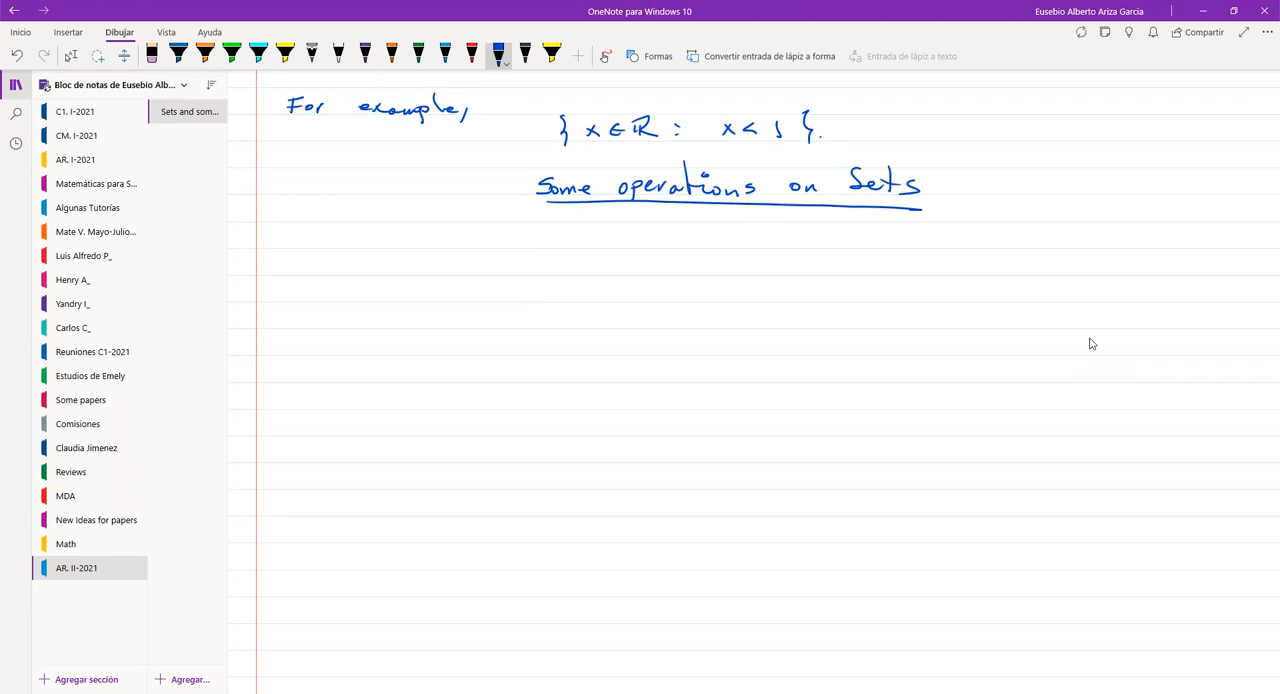 OneNote para Windows 10
Eusebio Alberto Ariza Garcia
Inicio Insertar Dibujar Vista Ayuda
Compartir
Formas
Convertir entrada de lápiz a forma
Entrada de lápiz a texto
Bloc de notas de Eusebio Alb...
C1. I-2021
CM. I-2021
AR. I-2021
Matemáticas para S...
Algunas Tutorías
Mate V. Mayo-Julio...
Luis Alfredo P_
Henry A_
Yandry I_
Carlos C_
Reuniones C1-2021
Estudios de Emely
Some papers
Comisiones
Claudia Jimenez
Reviews
MDA
New Ideas for papers
Math
AR. II-2021
Agregar sección
Sets and som...
Agregar...
For example,
{ x ∈ ℝ : x < 1 }.
Some operations on Sets